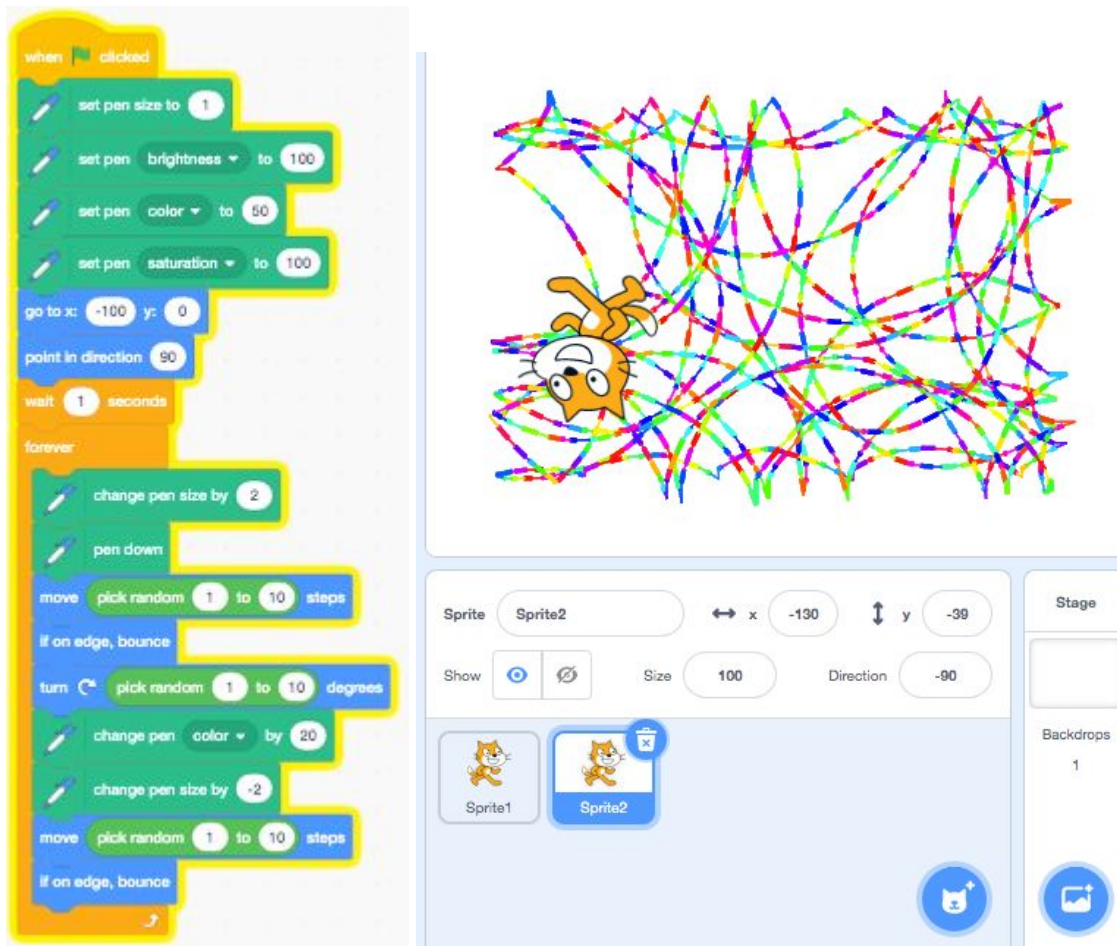 when clicked
set pen size to 1
set pen brightness to 100
set pen color to 50
set pen saturation to 100
go to x: -100 y: 0
point in direction 90
wait 1 seconds
forever
change pen size by 2
pen down
move pick random 1 to 10 steps
if on edge, bounce
turn pick random 1 to 10 degrees
change pen color by 20
change pen size by -2
move pick random 1 to 10 steps
if on edge, bounce
Sprite Sprite2 x -130 y -39
Show Size 100 Direction -90
Sprite1
Sprite2
Stage
Backdrops
1